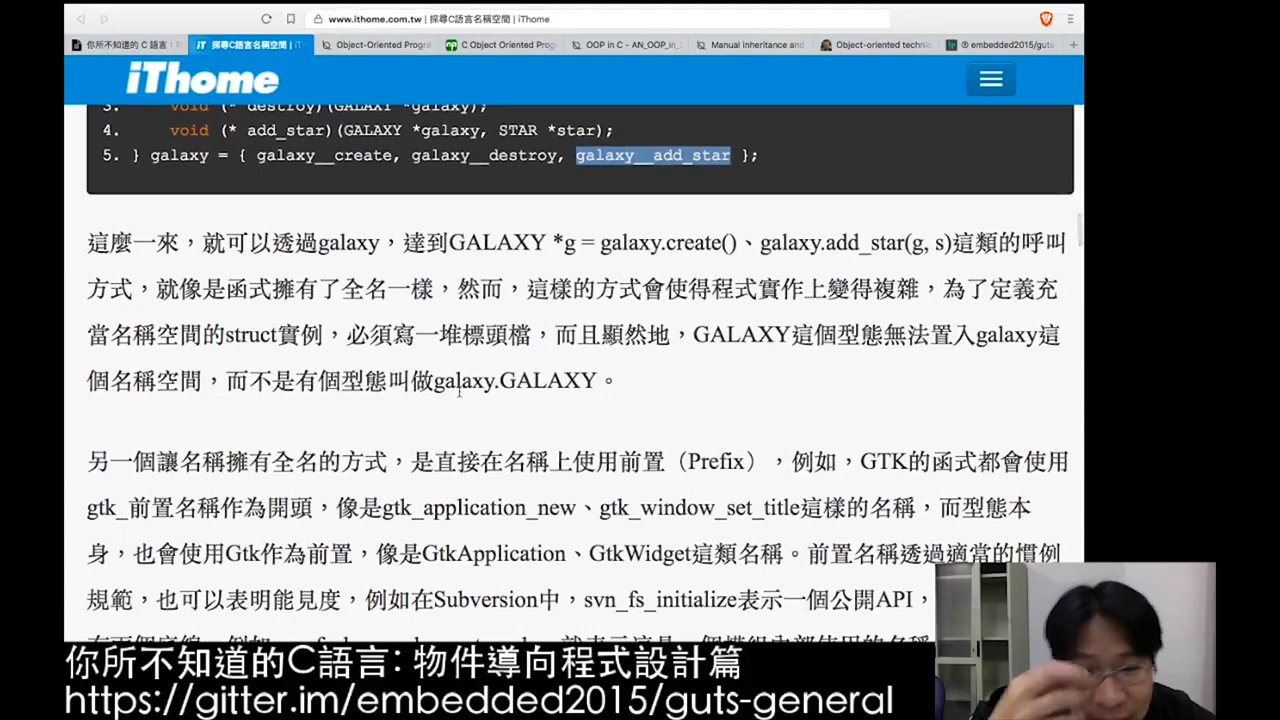 www.ithome.com.tw | 探尋C語言名稱空間 | iThome
你所不知道的 C 語言：
iT 探尋C語言名稱空間 | iT
Object-Oriented Progra
C Object Oriented Prog
OOP in C - AN_OOP_in_
Manual inheritance and
Object-oriented techni
embedded2015/guts
iThome
3. void (* destroy)(GALAXY *galaxy);
4. void (* add_star)(GALAXY *galaxy, STAR *star);
5. } galaxy = { galaxy__create, galaxy__destroy, galaxy__add_star };
這麼一來，就可以透過galaxy，達到GALAXY *g = galaxy.create()、galaxy.add_star(g, s)這類的呼叫
方式，就像是函式擁有了全名一樣，然而，這樣的方式會使得程式實作上變得複雜，為了定義充
當名稱空間的struct實例，必須寫一堆標頭檔，而且顯然地，GALAXY這個型態無法置入galaxy這
個名稱空間，而不是有個型態叫做galaxy.GALAXY。
另一個讓名稱擁有全名的方式，是直接在名稱上使用前置（Prefix），例如，GTK的函式都會使用
gtk_前置名稱作為開頭，像是gtk_application_new、gtk_window_set_title這樣的名稱，而型態本
身，也會使用Gtk作為前置，像是GtkApplication、GtkWidget這類名稱。前置名稱透過適當的慣例
規範，也可以表明能見度，例如在Subversion中，svn_fs_initialize表示一個公開API，
你所不知道的C語言: 物件導向程式設計篇
https://gitter.im/embedded2015/guts-general